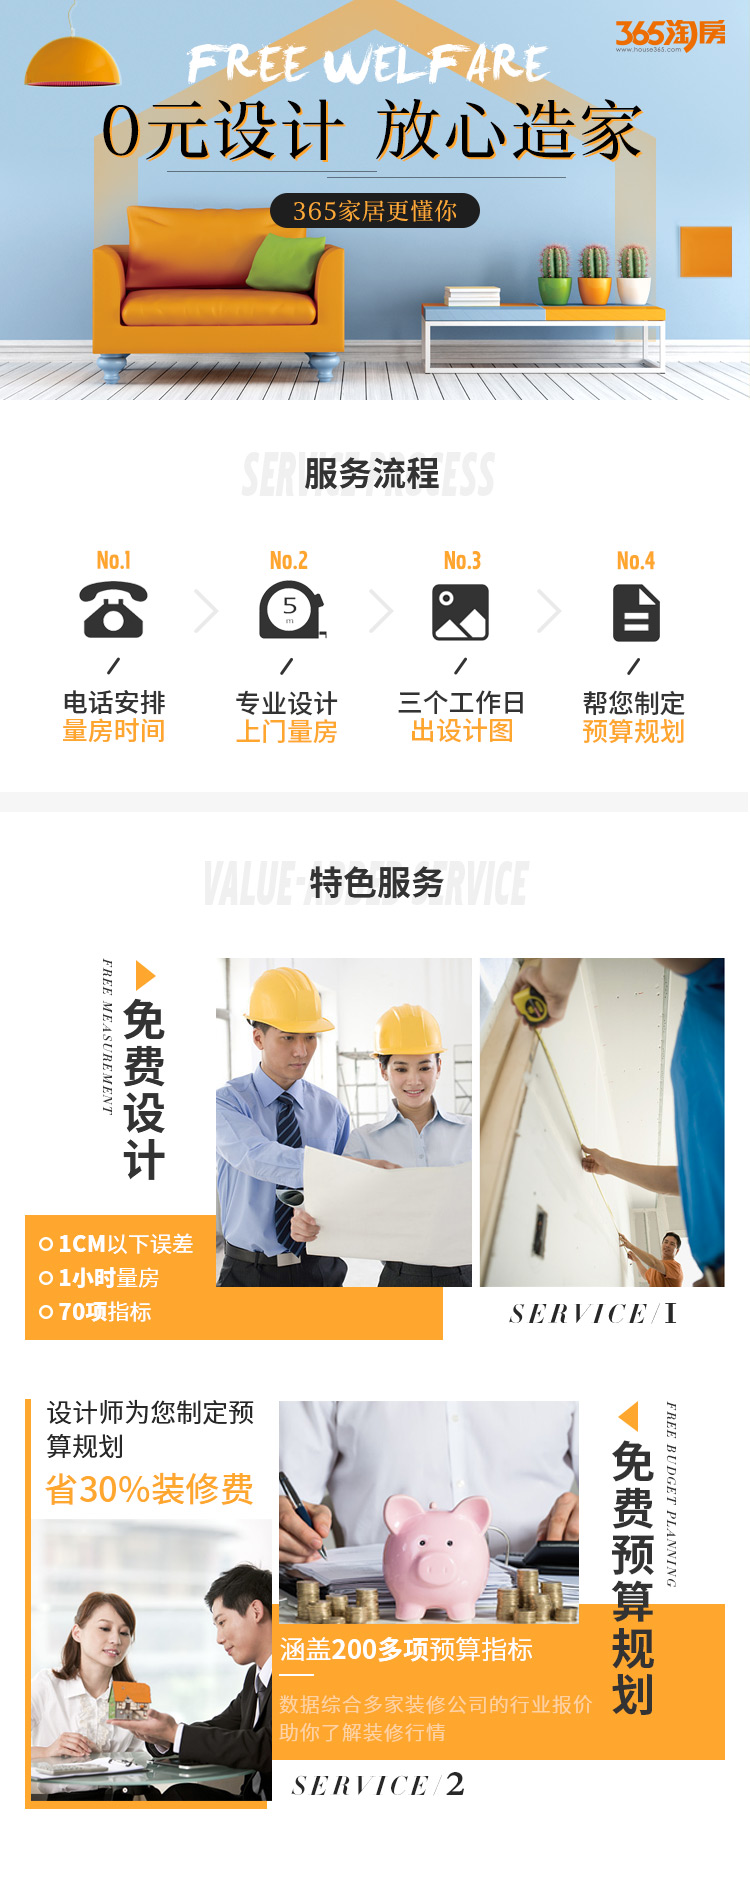 365淘房
www.house365.com
FREE WELFARE
0元设计 放心造家
365家居更懂你
SERVICE PROCESS
服务流程
No.1
No.2
No.3
No.4
5
m
电话安排
量房时间
专业设计
上门量房
三个工作日
出设计图
帮您制定
预算规划
VALUE-ADDED SERVICE
特色服务
FREE MEASUREMENT
免费设计
1CM以下误差
1小时量房
70项指标
SERVICE/1
设计师为您制定预
算规划
省30%装修费
FREE BUDGET PLANNING
免费预算规划
涵盖200多项预算指标
数据综合多家装修公司的行业报价
助你了解装修行情
SERVICE/2